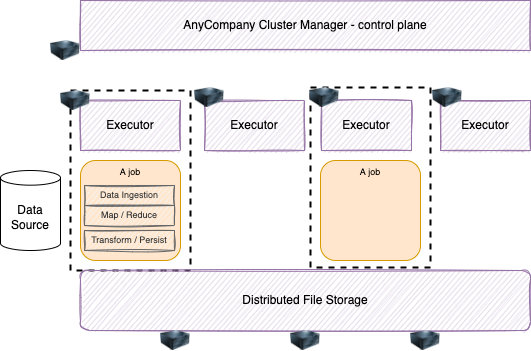 AnyCompany Cluster Manager - control plane
Executor
Executor
Executor
Executor
A job
Data Ingestion
Map / Reduce
Transform / Persist
A job
Data
Source
Distributed File Storage